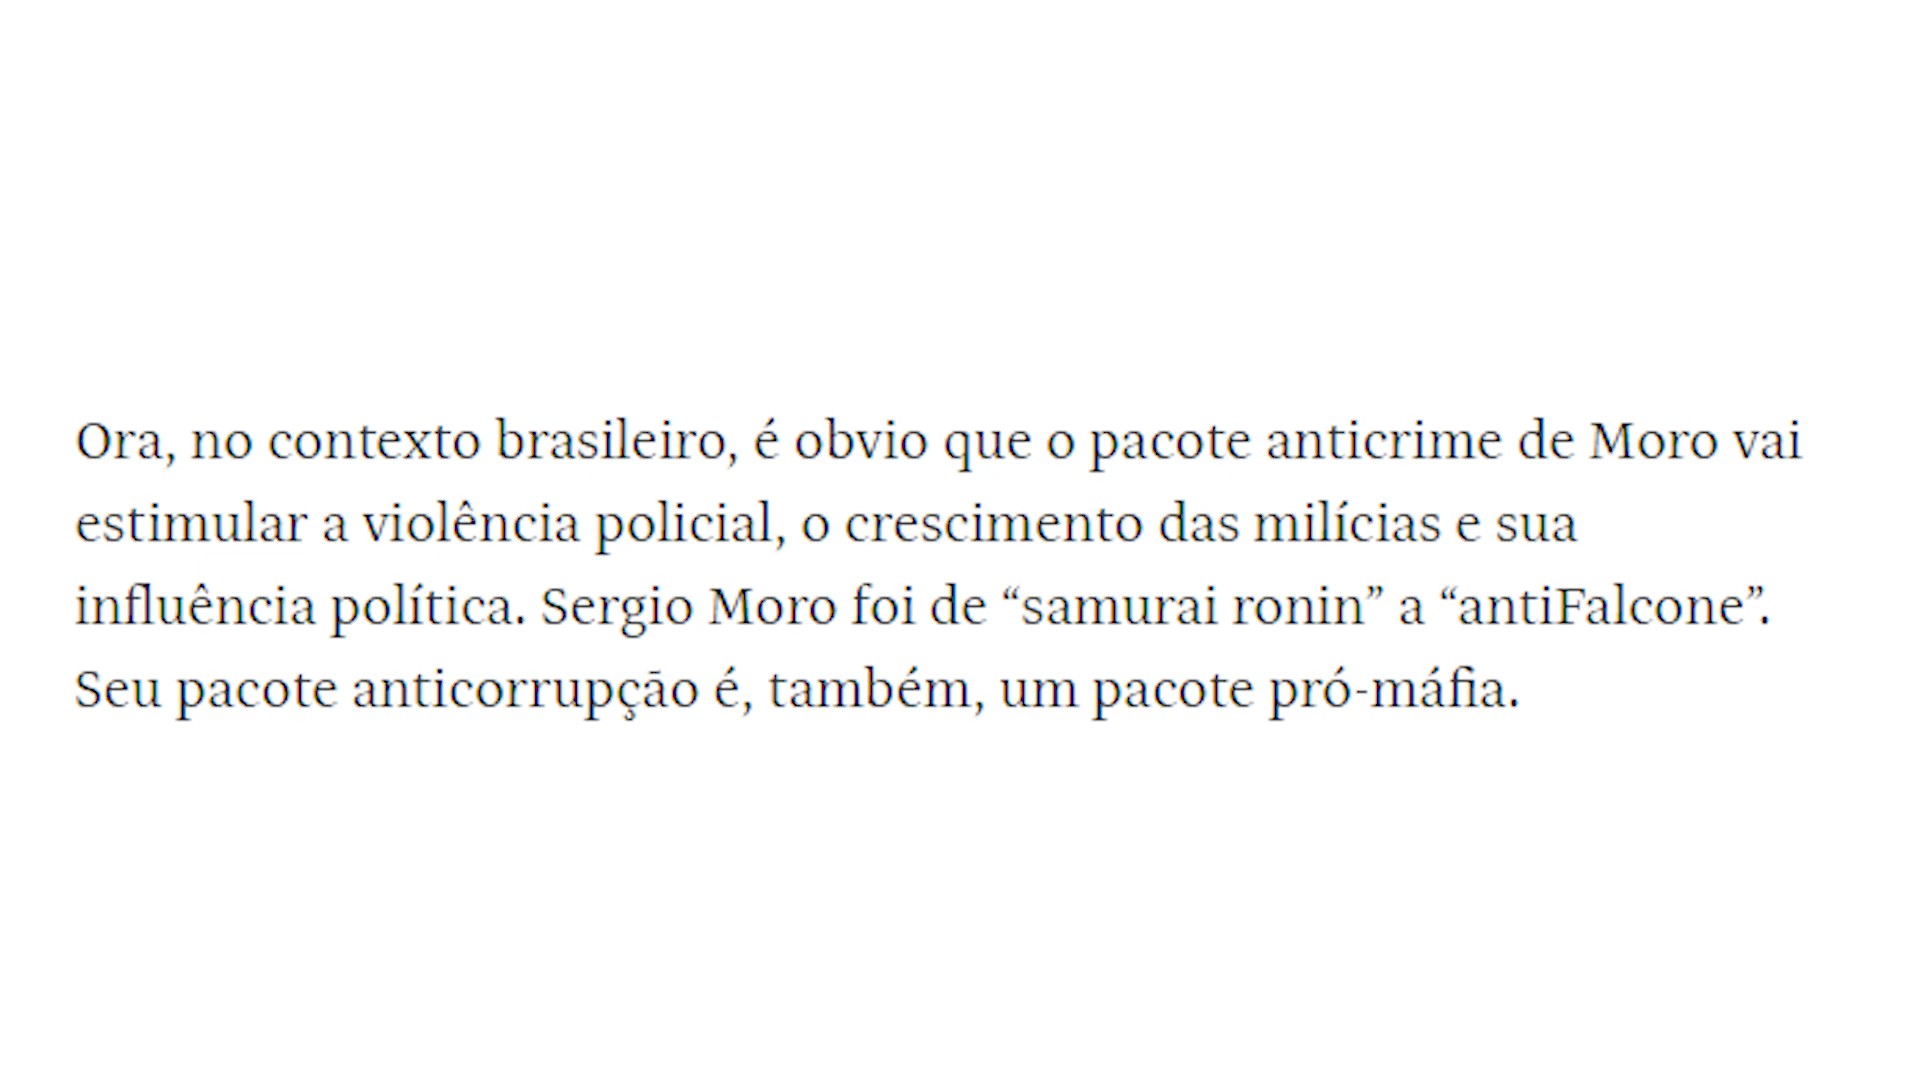 Ora, no contexto brasileiro, é obvio que o pacote anticrime de Moro vai
estimular a violência policial, o crescimento das milícias e sua
influência política. Sergio Moro foi de “samurai ronin” a “antiFalcone”.
Seu pacote anticorrupção é, também, um pacote pró-máfia.